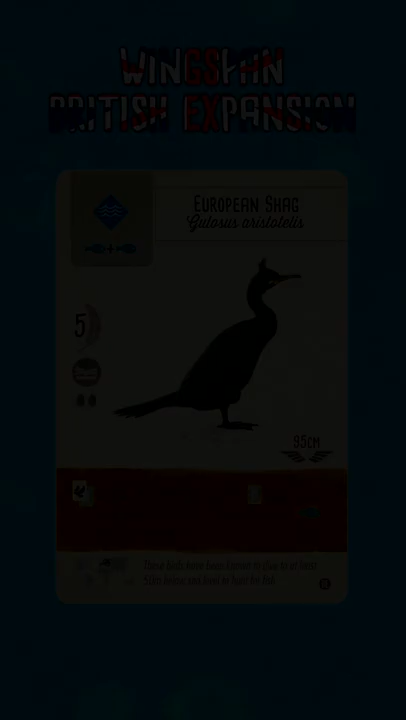 WINGSPAN
BRITISH EXPANSION
EUROPEAN SHAG
Gulosus aristotelis
5
95CM
These birds have been known to dive to at least
50m below sea level to hunt for fish